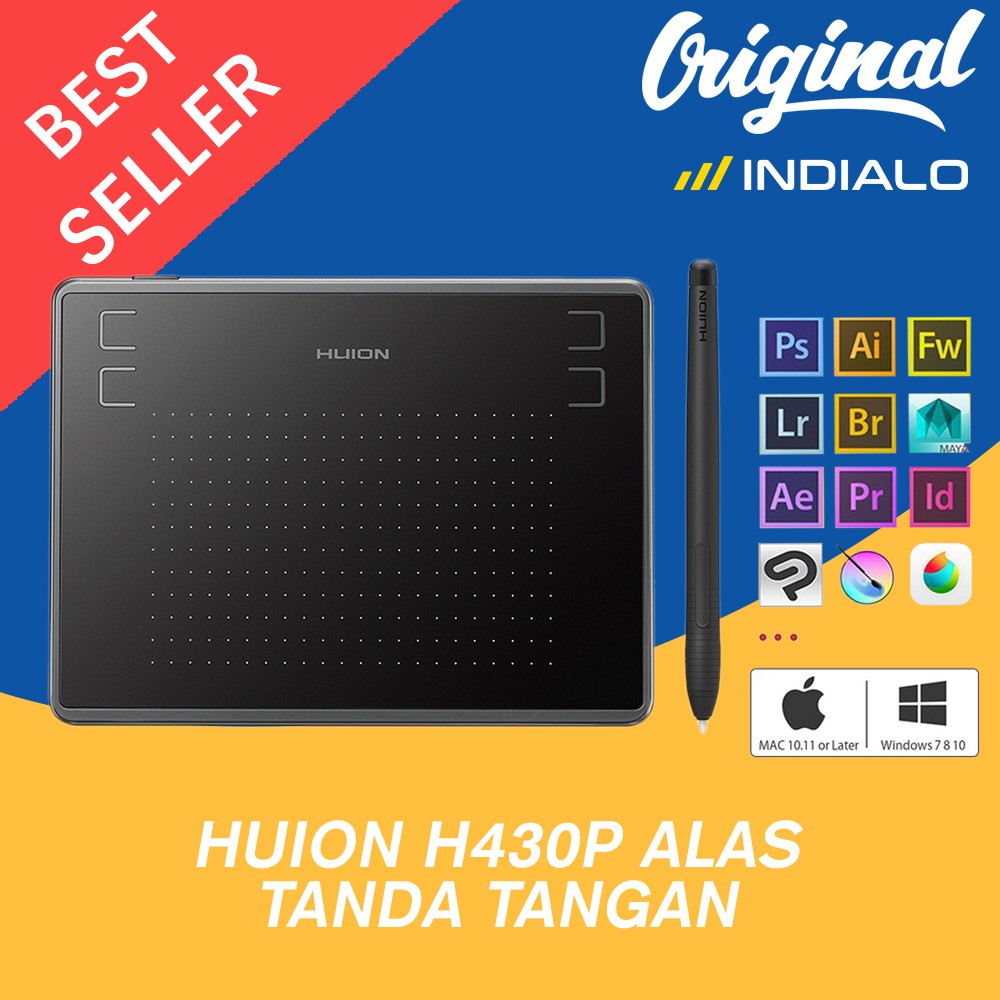 BEST
SELLER
Original
INDIALO
HUION
HUION
Ps Ai Fw
Lr Br MAYA
Ae Pr Id
MAC 10.11 or Later
Windows 7 8 10
HUION H430P ALAS
TANDA TANGAN